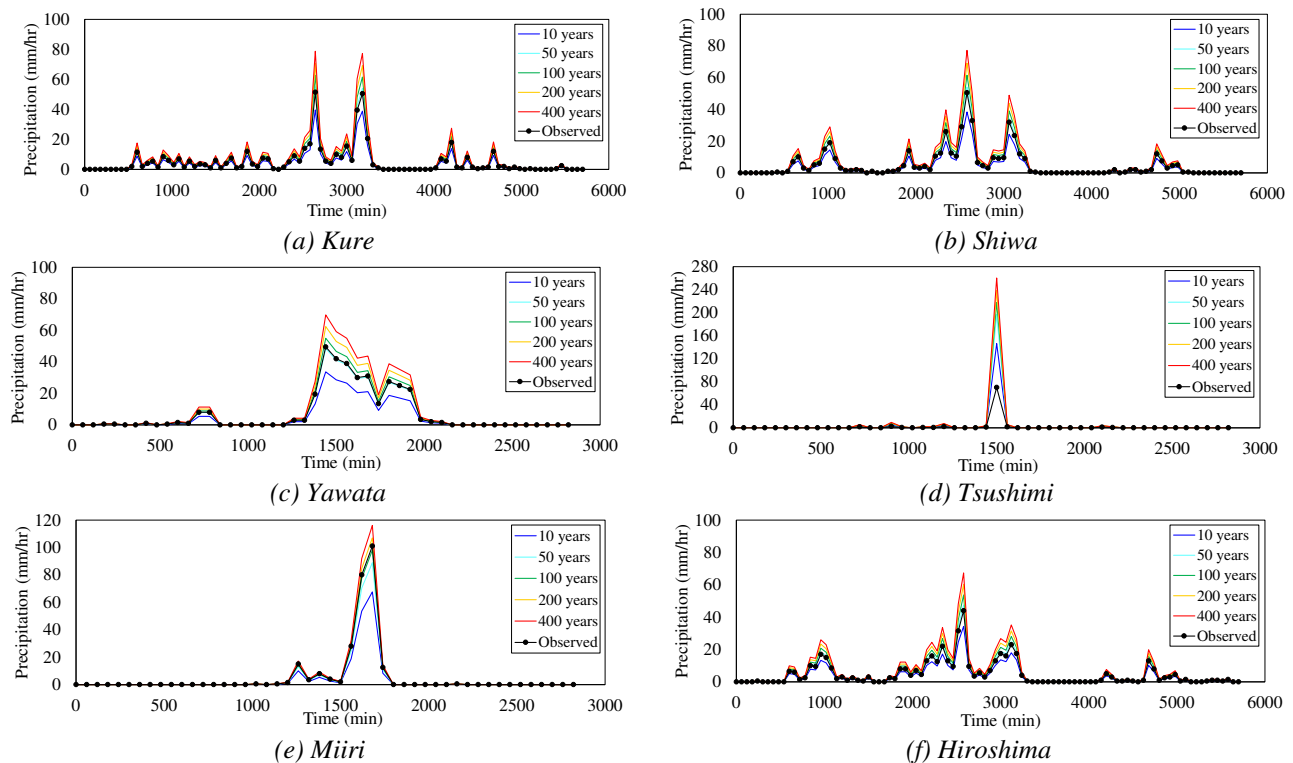 Precipitation (mm/hr)
100
80
60
40
20
0
10 years
50 years
100 years
200 years
400 years
Observed
0 1000 2000 3000 4000 5000 6000
Time (min)
(a) Kure
Precipitation (mm/hr)
100
80
60
40
20
0
10 years
50 years
100 years
200 years
400 years
Observed
0 1000 2000 3000 4000 5000 6000
Time (min)
(b) Shiwa
Precipitation (mm/hr)
100
80
60
40
20
0
10 years
50 years
100 years
200 years
400 years
Observed
0 500 1000 1500 2000 2500 3000
Time (min)
(c) Yawata
Precipitation (mm/hr)
280
240
200
160
120
80
40
0
10 years
50 years
100 years
200 years
400 years
Observed
0 500 1000 1500 2000 2500 3000
Time (min)
(d) Tsushimi
Precipitation (mm/hr)
120
100
80
60
40
20
0
10 years
50 years
100 years
200 years
400 years
Observed
0 500 1000 1500 2000 2500 3000
Time (min)
(e) Miiri
Precipitation (mm/hr)
100
80
60
40
20
0
10 years
50 years
100 years
200 years
400 years
Observed
0 1000 2000 3000 4000 5000 6000
Time (min)
(f) Hiroshima